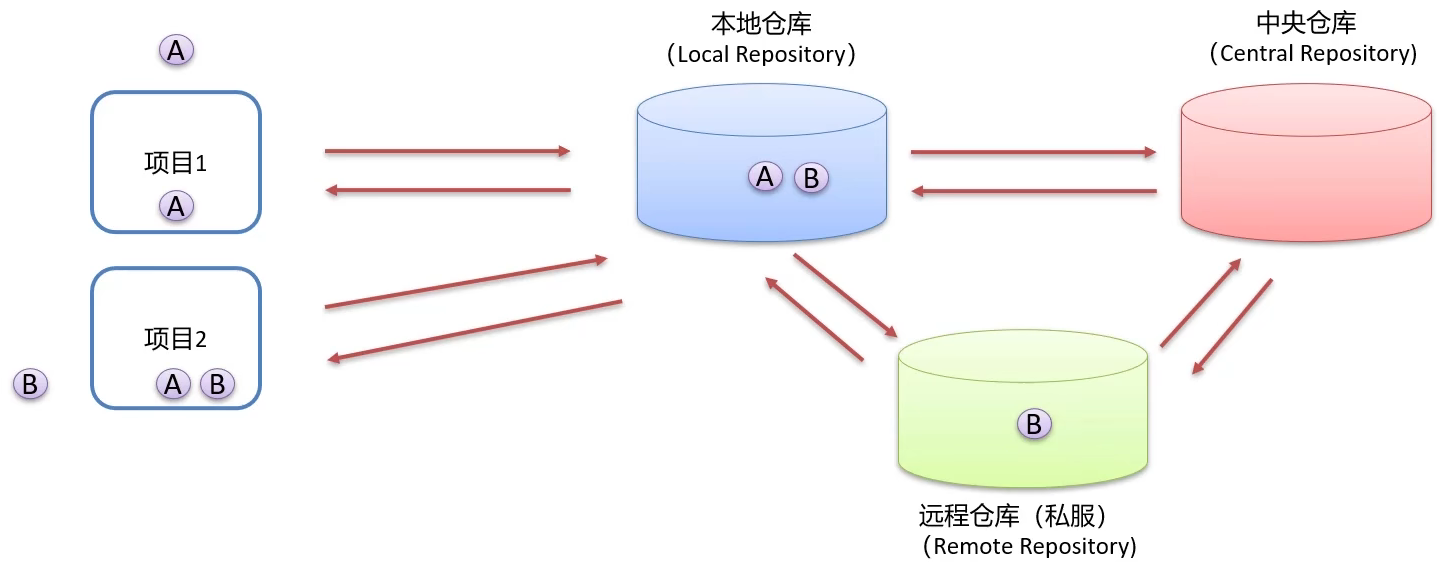 本地仓库
（Local Repository）
中央仓库
（Central Repository)
A
项目1
A
A
B
项目2
A
B
B
B
远程仓库（私服）
（Remote Repository)